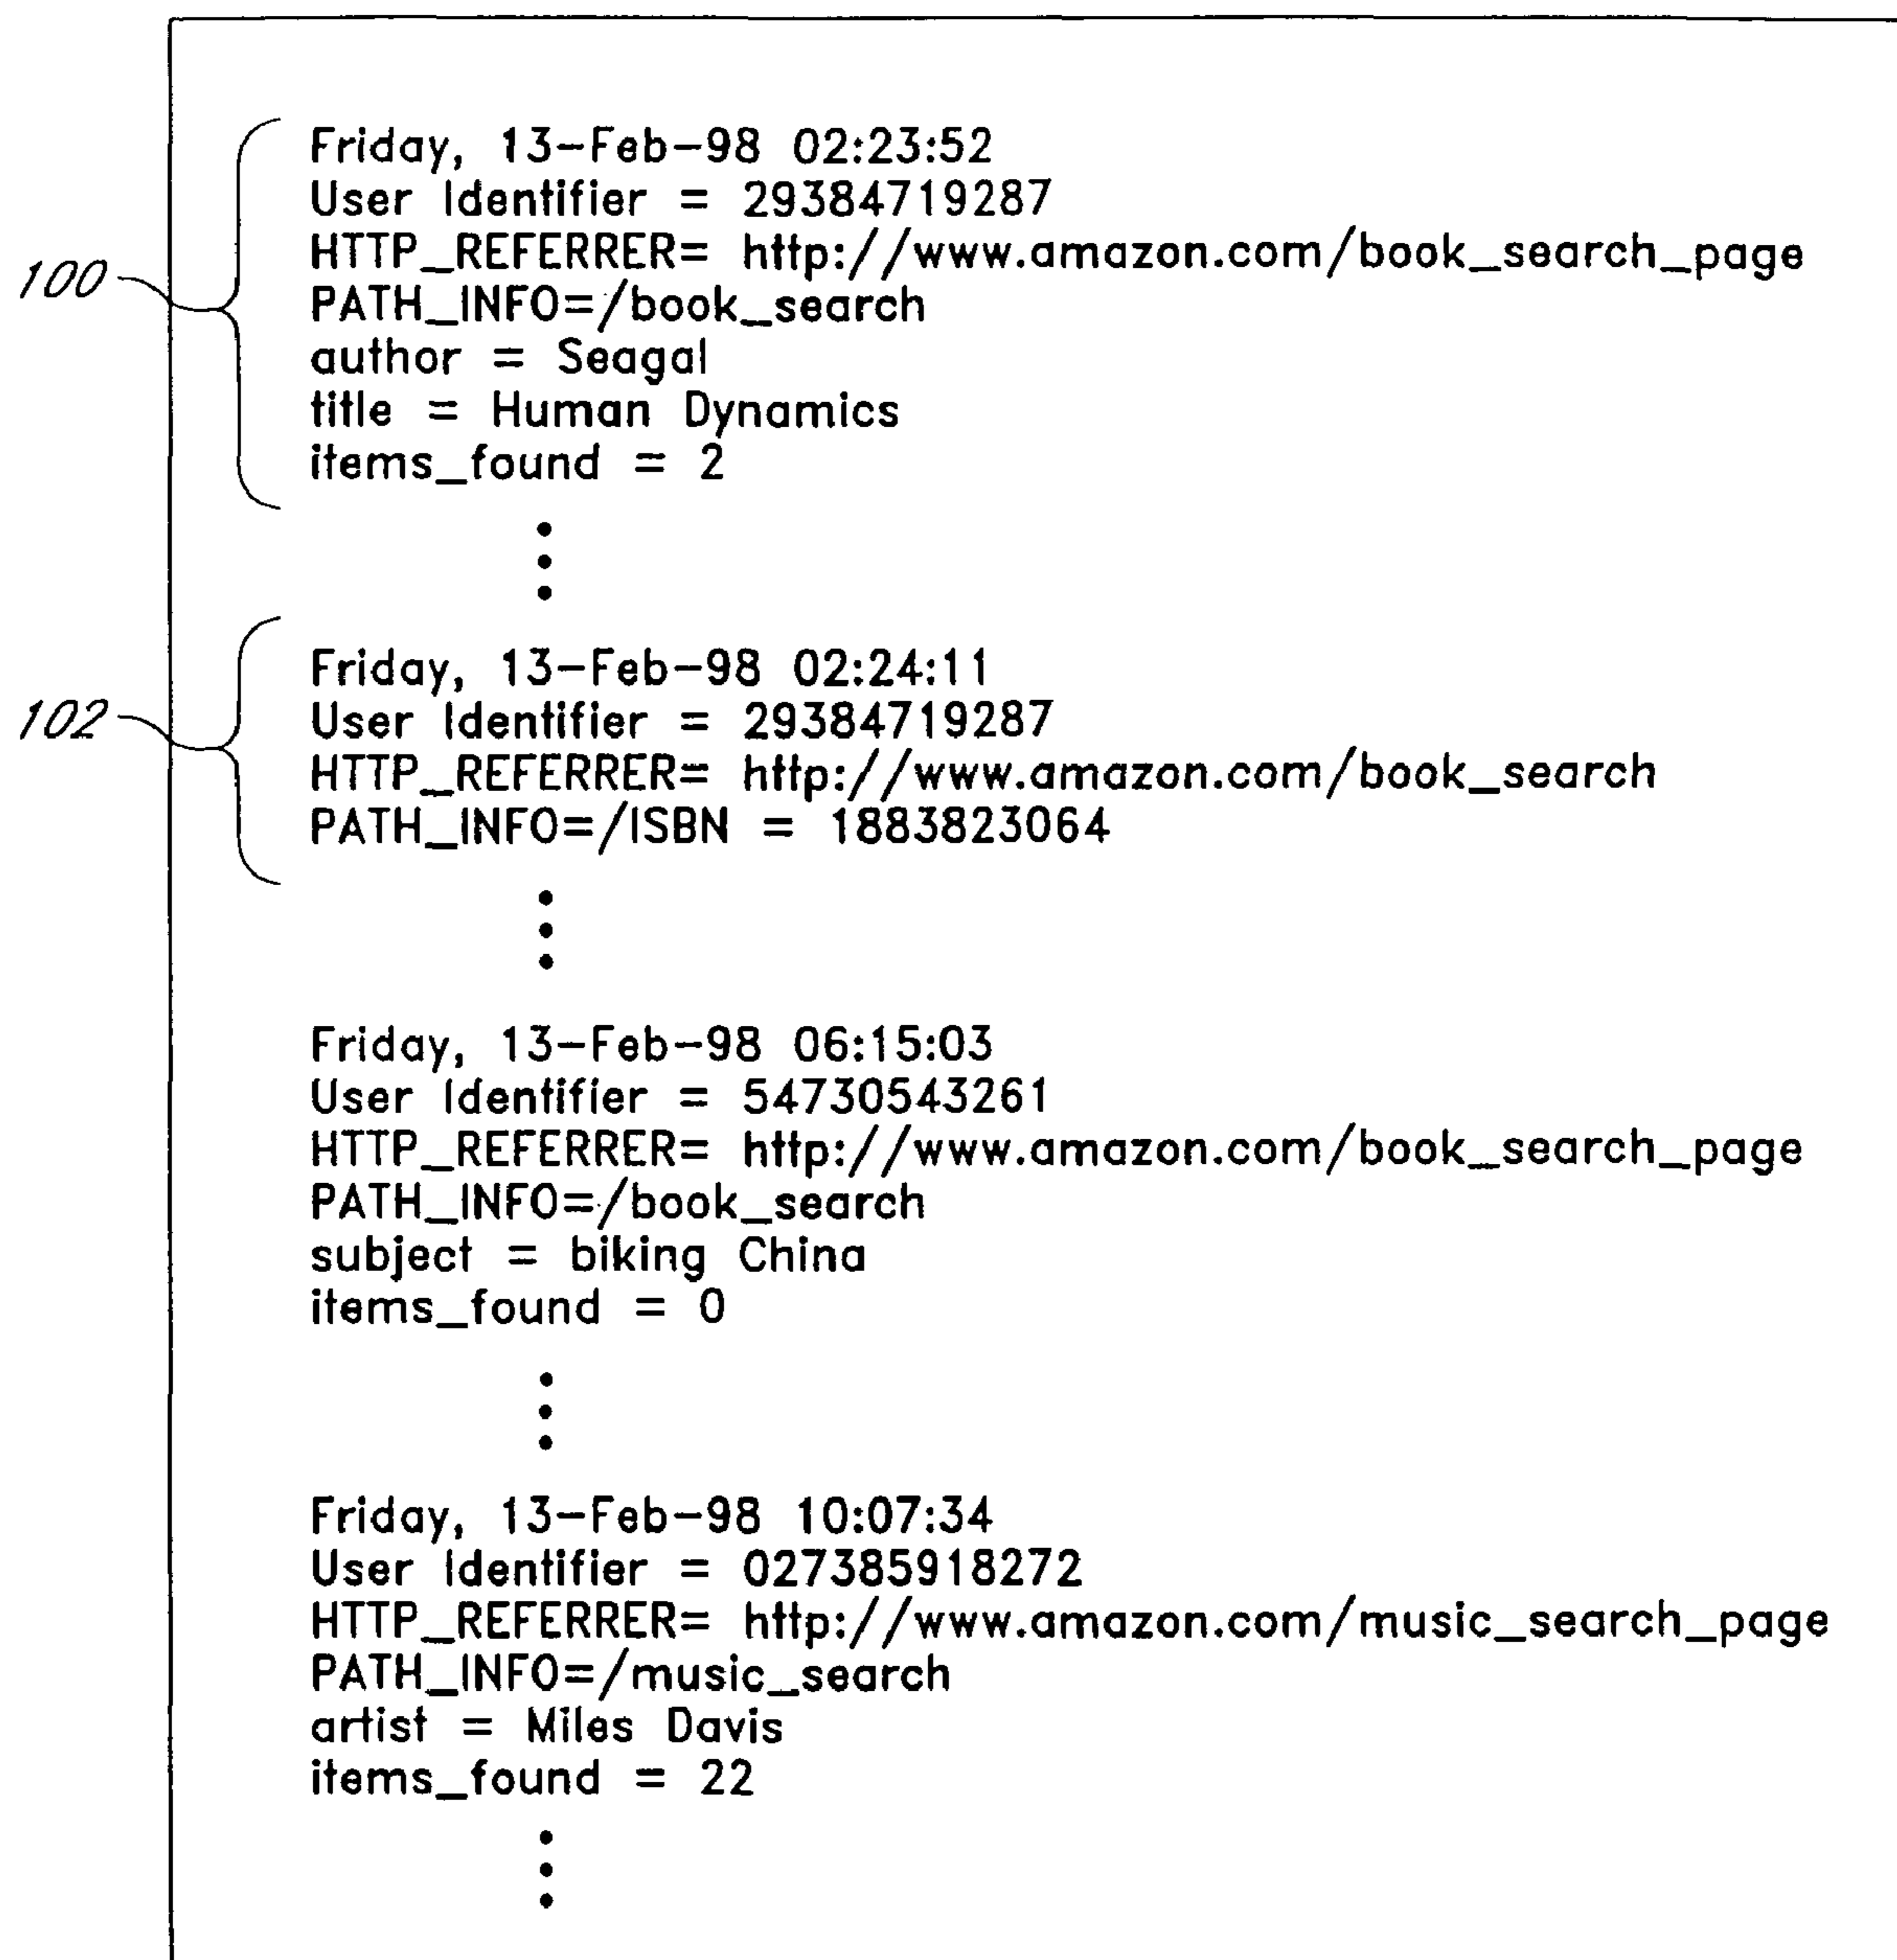 Friday, 13-Feb-98 02:23:52
User Identifier = 29384719287
HTTP_REFERRER= http://www.amazon.com/book_search_page
100
PATH_INFO=/book_search
author = Seagal
title = Human Dynamics
items_found = 2
Friday, 13-Feb-98 02:24:11
102
User Identifier = 29384719287
HTTP_REFERRER= http://www.amazon.com/book_search
PATH_INFO=/ISBN = 1883823064
Friday, 13-Feb-98 06:15:03
User Identifier = 54730543261
HTTP_REFERRER= http://www.amazon.com/book_search_page
PATH_INFO=/book_search
subject = biking China
items_found = 0
Friday, 13-Feb-98 10:07:34
User Identifier = 027385918272
HTTP_REFERRER= http://www.amazon.com/music_search_page
PATH_INFO=/music_search
artist = Miles Davis
items_found = 22